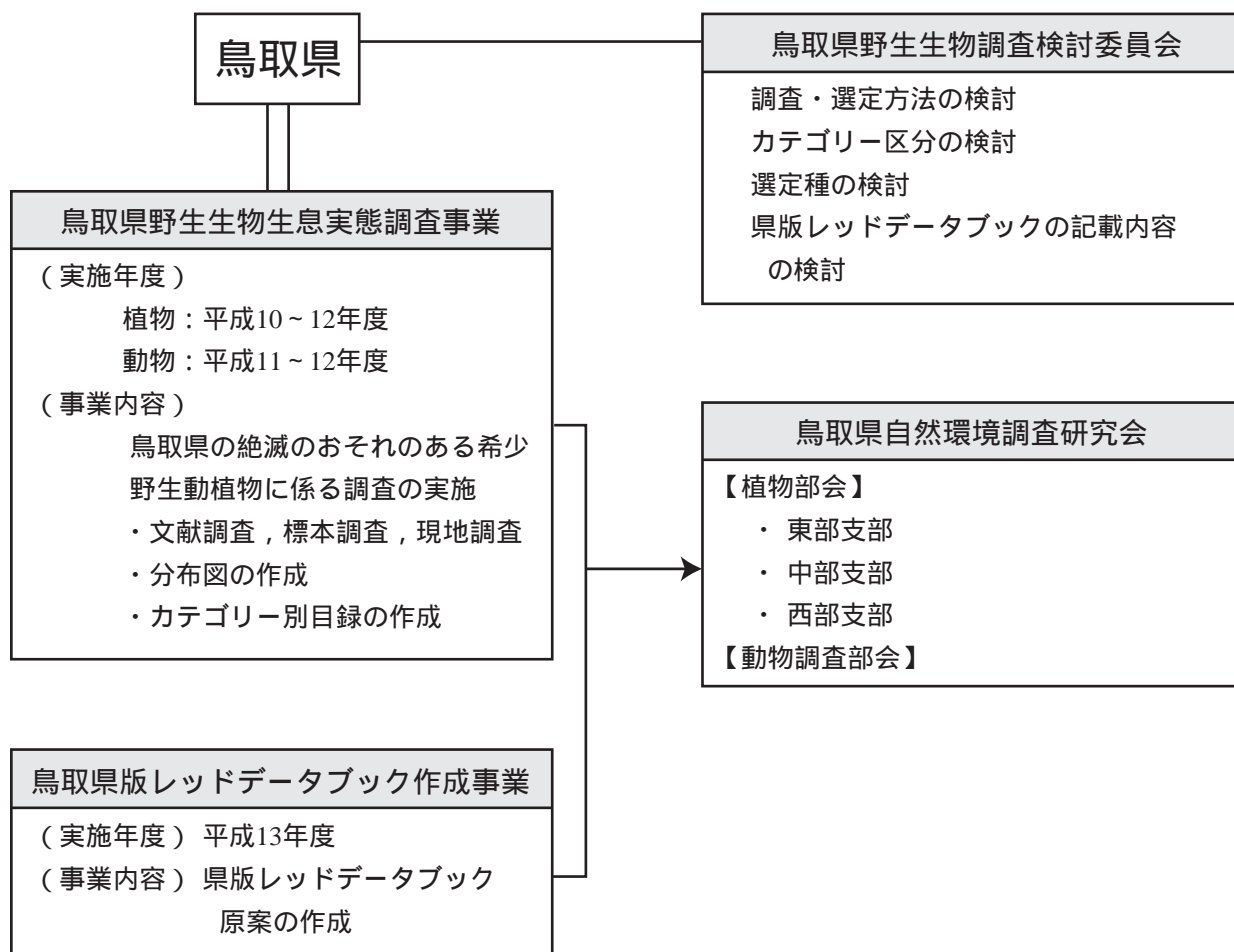 鳥取県
鳥取県野生生物調査検討委員会
調査・選定方法の検討
カテゴリー区分の検討
選定種の検討
県版レッドデータブックの記載内容
の検討
鳥取県野生生物生息実態調査事業
（実施年度）
植物：平成10～12年度
動物：平成11～12年度
（事業内容）
鳥取県の絶滅のおそれのある希少
野生動植物に係る調査の実施
・文献調査，標本調査，現地調査
・分布図の作成
・カテゴリー別目録の作成
鳥取県自然環境調査研究会
【植物部会】
・ 東部支部
・ 中部支部
・ 西部支部
【動物調査部会】
鳥取県版レッドデータブック作成事業
（実施年度）平成13年度
（事業内容）県版レッドデータブック
原案の作成